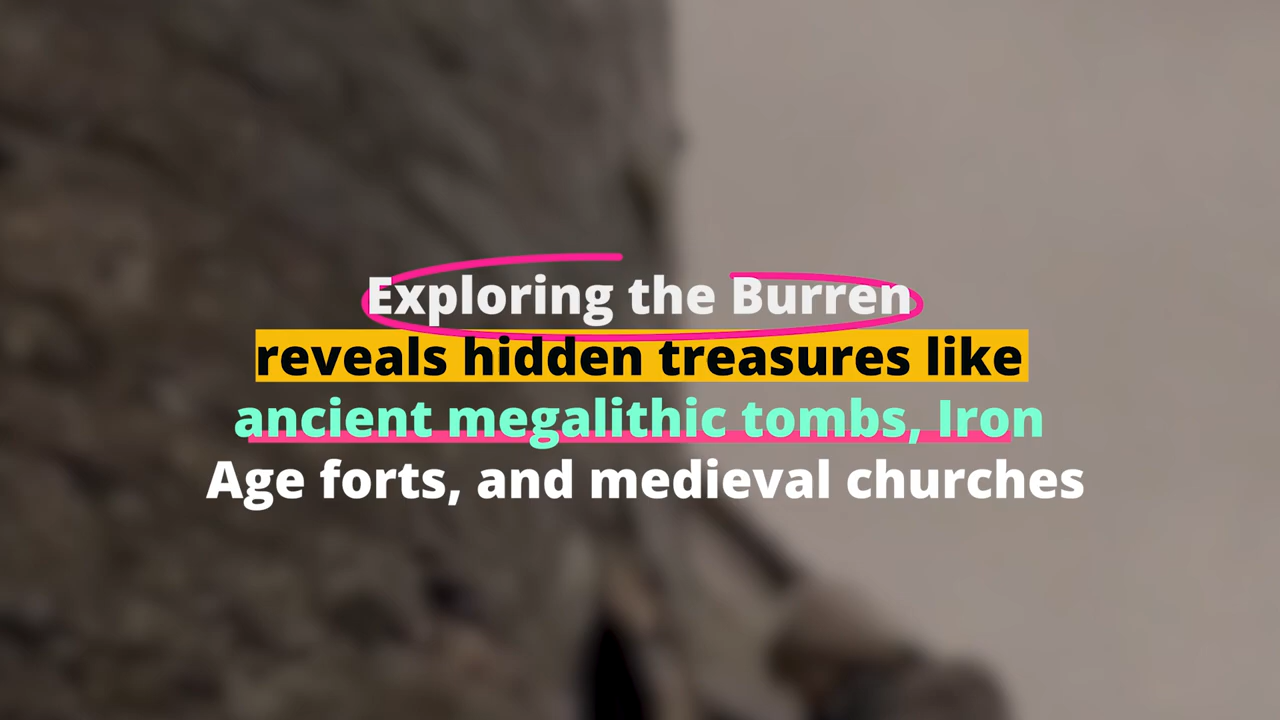 Exploring the Burren
reveals hidden treasures like
ancient megalithic tombs, Iron
Age forts, and medieval churches